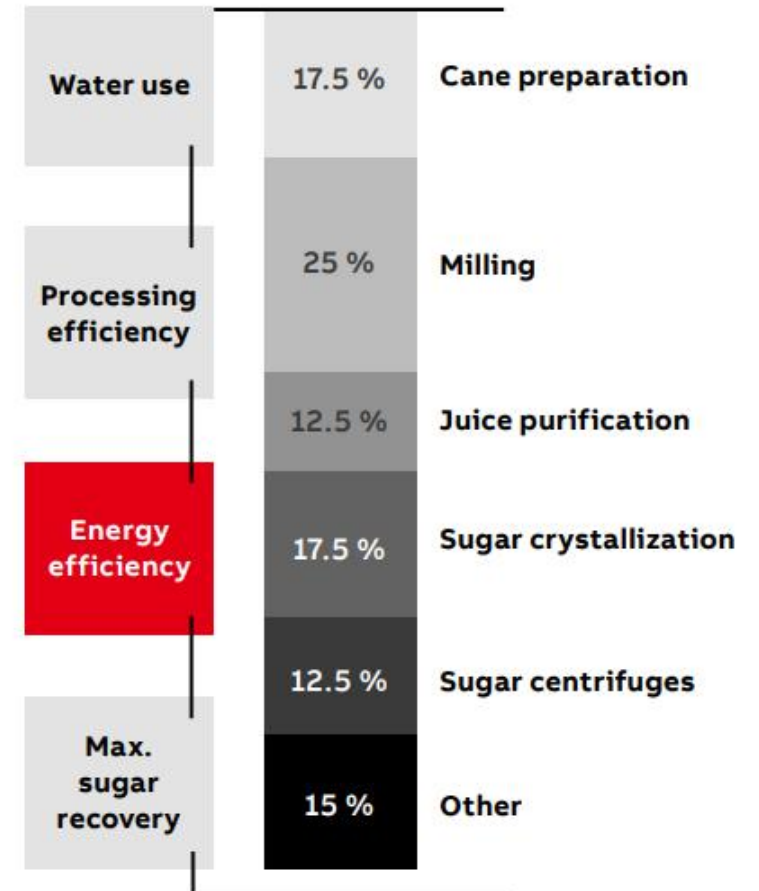 Water use
Processing
efficiency
Energy
efficiency
Max.
sugar
recovery
17.5 % Cane preparation
25 % Milling
12.5 % Juice purification
17.5 % Sugar crystallization
12.5 % Sugar centrifuges
15 % Other